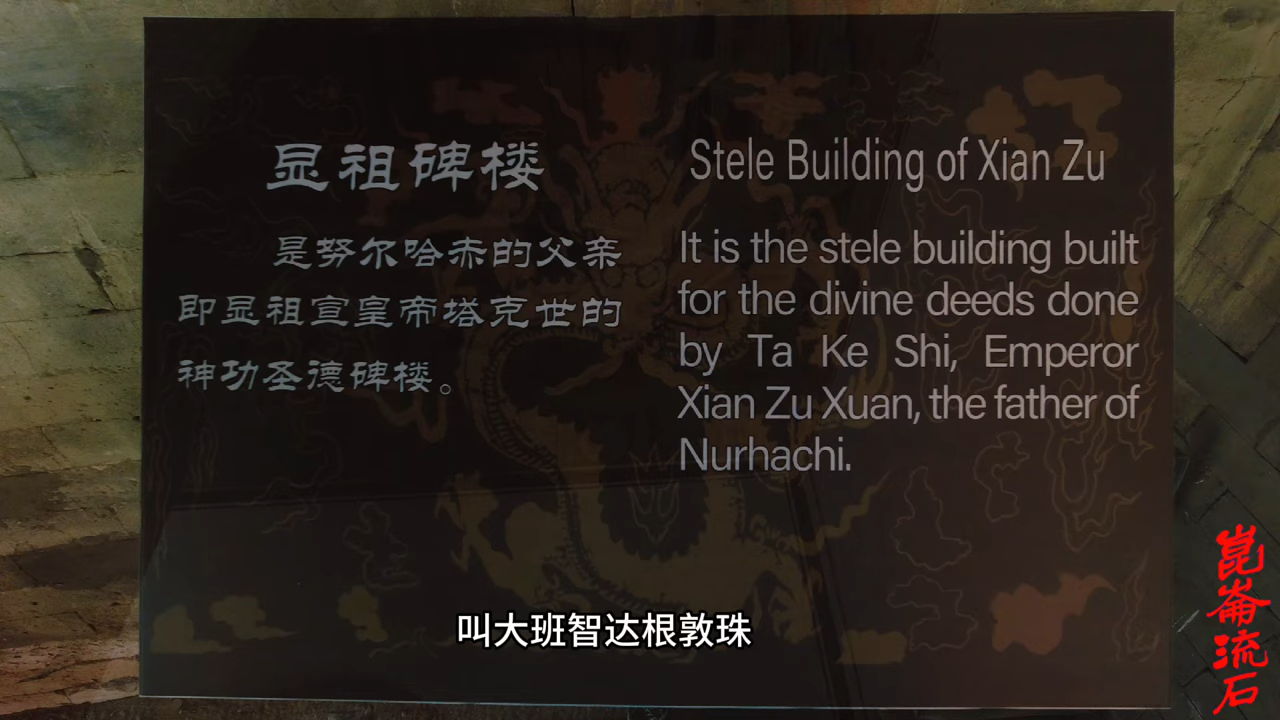 显祖碑楼
是努尔哈赤的父亲
即显祖宣皇帝塔克世的
神功圣德碑楼。
Stele Building of Xian Zu
It is the stele building built
for the divine deeds done
by Ta Ke Shi, Emperor
Xian Zu Xuan, the father of
Nurhachi.
叫大班智达根敦珠
崑崙流石